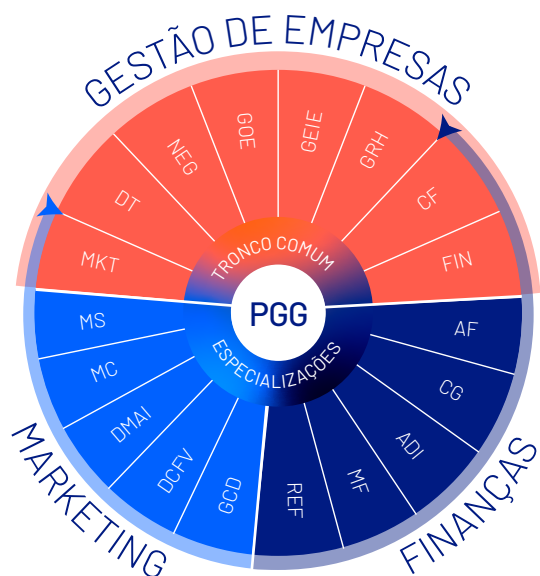 GESTÃO DE EMPRESAS
MKT
DT
NEG
GOE
GEIE
GRH
CF
FIN
TRONCO COMUM
PGG
ESPECIALIZAÇÕES
MS
MC
DMAI
DCFV
GCD
AF
CG
ADI
MF
REF
MARKETING
FINANÇAS